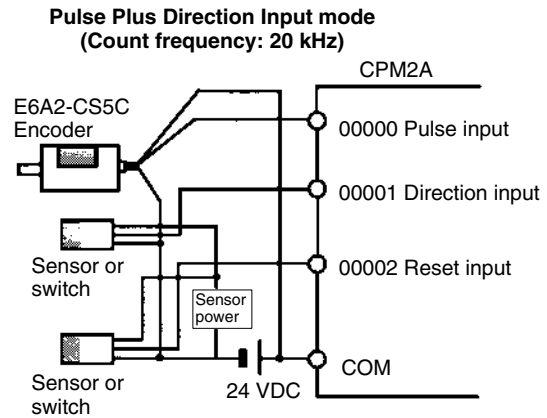 Pulse Plus Direction Input mode
(Count frequency: 20 kHz)
CPM2A
E6A2-CS5C
Encoder
00000 Pulse input
00001 Direction input
Sensor or
switch
00002 Reset input
Sensor
power
COM
24 VDC
Sensor or
switch